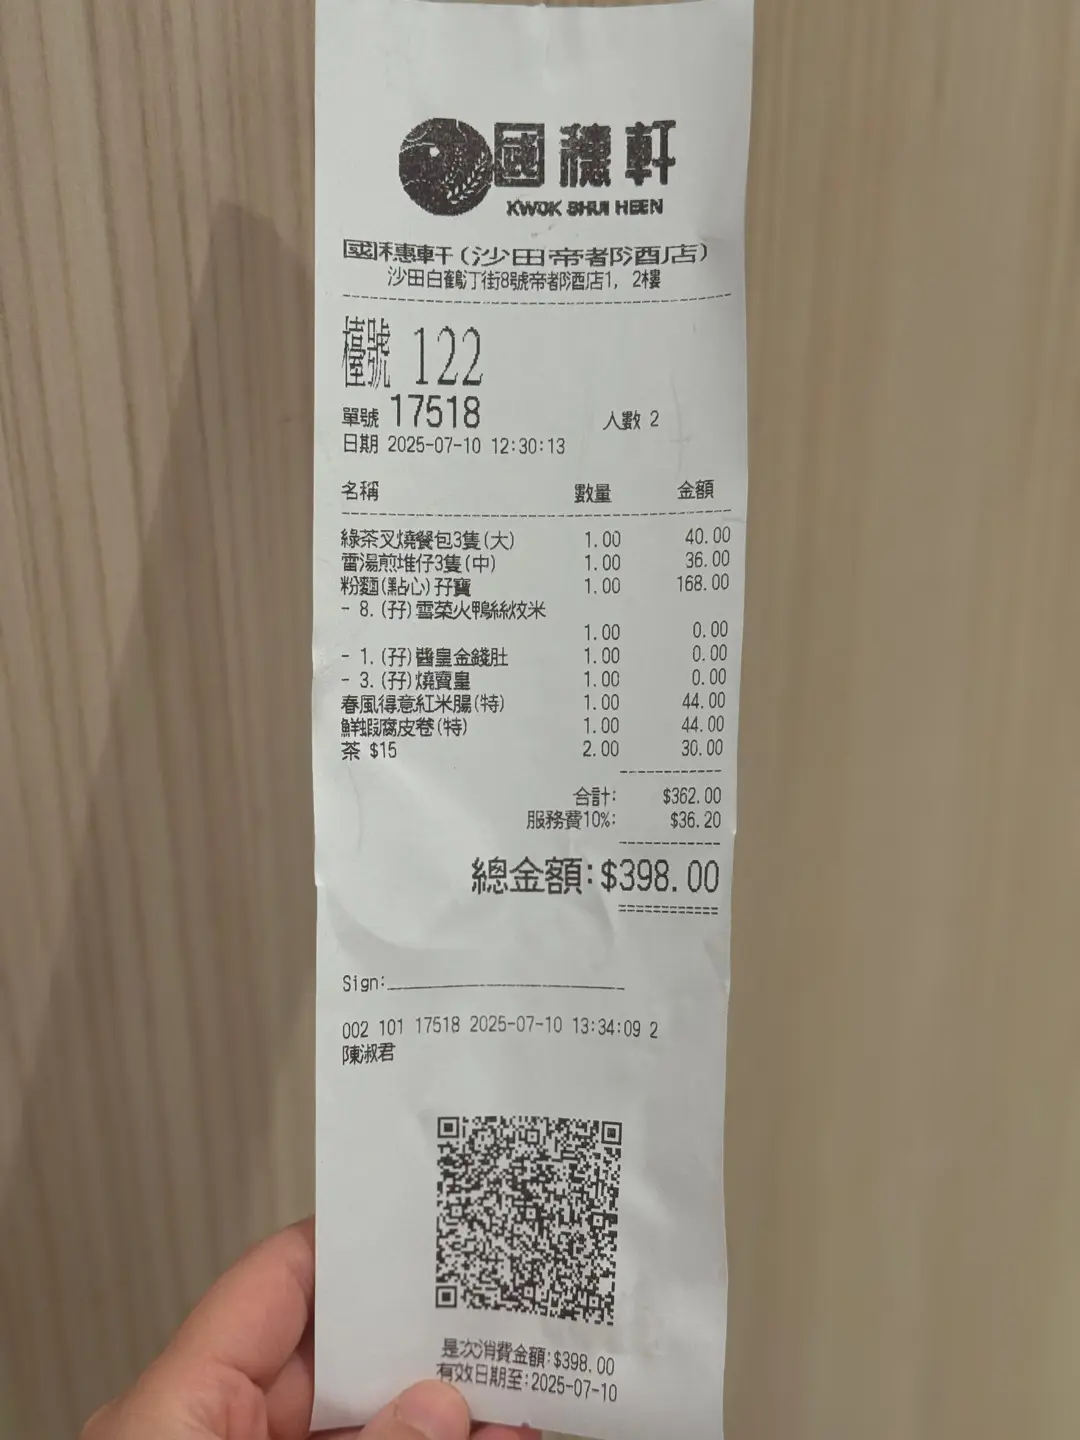 國穗軒
KWOK SHUI HEEN
國穗軒(沙田帝都酒店)
沙田白鶴汀街8號帝都酒店1, 2樓
檯號 122
單號 17518 人數 2
日期 2025-07-10 12:30:13
名稱 數量 金額
綠茶叉燒餐包3隻(大) 1.00 40.00
雷湯煎堆仔3隻(中) 1.00 36.00
粉麵(點心)孖寶 1.00 168.00
- 8.(孖)雪菜火鴨絲炆米
1.00 0.00
- 1.(孖)醬皇金錢肚 1.00 0.00
- 3.(孖)燒賣皇 1.00 0.00
春風得意紅米腸(特) 1.00 44.00
鮮蝦腐皮卷(特) 1.00 44.00
茶 $15 2.00 30.00
合計: $362.00
服務費10%: $36.20
總金額:$398.00
Sign:
002 101 17518 2025-07-10 13:34:09 2
陳淑君
是次消費金額:$398.00
有效日期至:2025-07-10